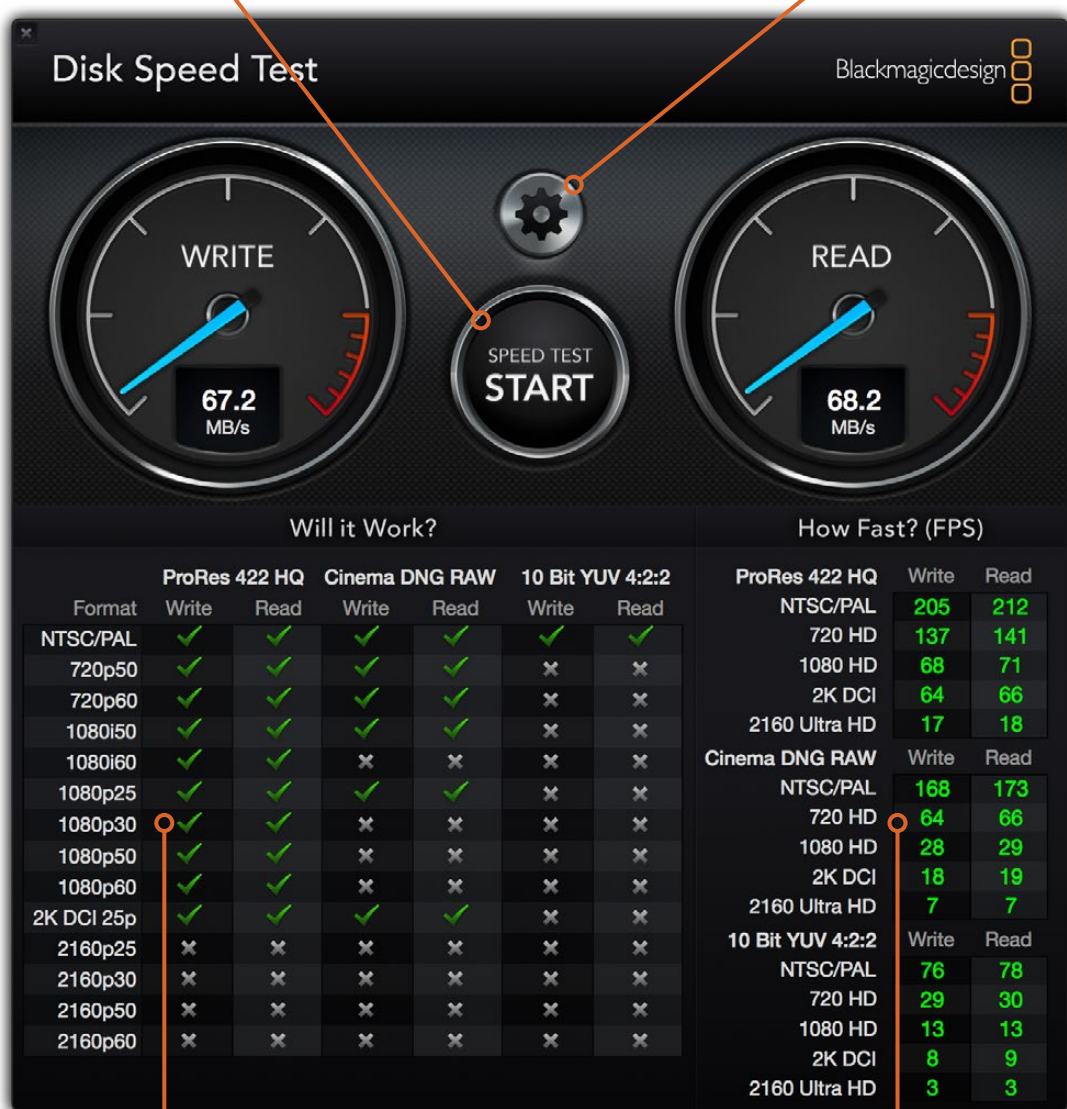 Disk Speed Test
Blackmagicdesign
WRITE
67.2
MB/s
SPEED TEST
START
READ
68.2
MB/s
Will it Work?
ProRes 422 HQ Cinema DNG RAW 10 Bit YUV 4:2:2
Format Write Read Write Read Write Read
NTSC/PAL
720p50
720p60
1080i50
1080i60
1080p25
1080p30
1080p50
1080p60
2K DCI 25p
2160p25
2160p30
2160p50
2160p60
How Fast? (FPS)
ProRes 422 HQ Write Read
NTSC/PAL 205 212
720 HD 137 141
1080 HD 68 71
2K DCI 64 66
2160 Ultra HD 17 18
Cinema DNG RAW Write Read
NTSC/PAL 168 173
720 HD 64 66
1080 HD 28 29
2K DCI 18 19
2160 Ultra HD 7 7
10 Bit YUV 4:2:2 Write Read
NTSC/PAL 76 78
720 HD 29 30
1080 HD 13 13
2K DCI 8 9
2160 Ultra HD 3 3